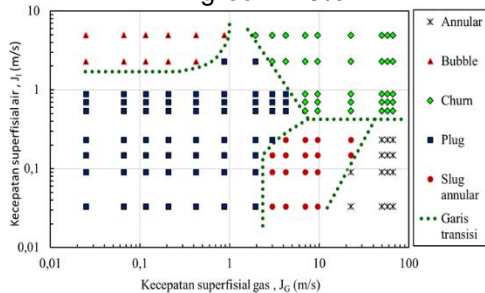 10
1
0,1
0,01
0,01
0,1
1
10
100
Kecepatan superfisial air , J₁ (m/s)
Kecepatan superfisial gas , J_G (m/s)
Annular
Bubble
Churn
Plug
Slug
annular
Garis
transisi